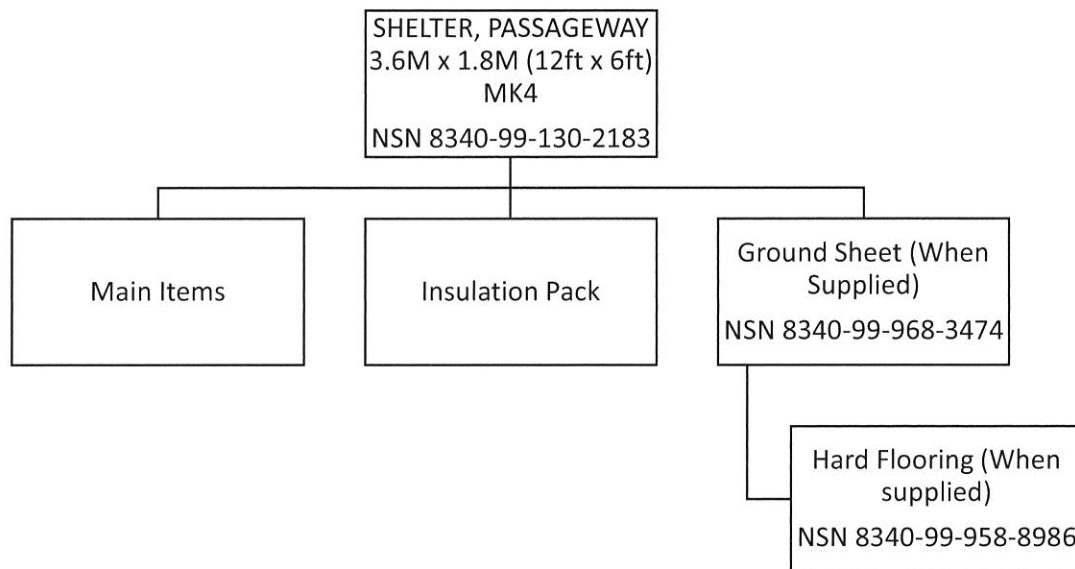 SHELTER, PASSAGEWAY
3.6M x 1.8M (12ft x 6ft)
MK4
NSN 8340-99-130-2183
Main Items
Insulation Pack
Ground Sheet (When
Supplied)
NSN 8340-99-968-3474
Hard Flooring (When
supplied)
NSN 8340-99-958-8986